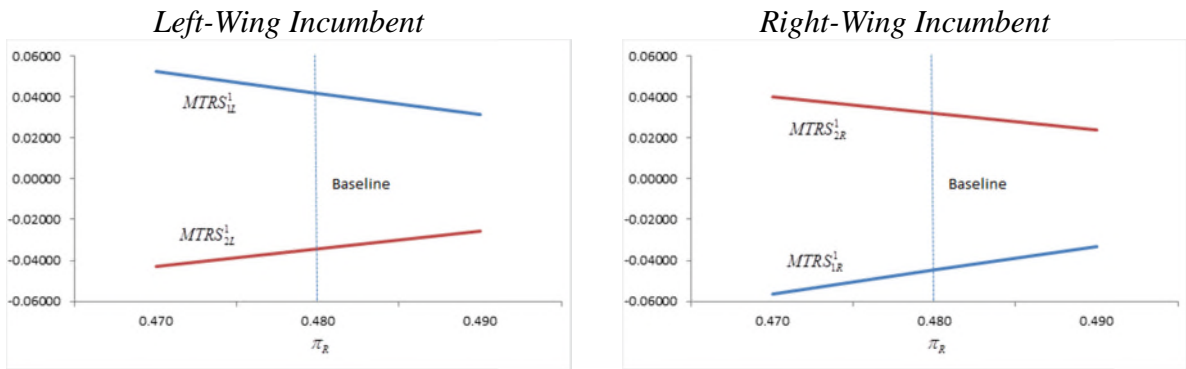 Left-Wing Incumbent
0.06000
0.04000
0.02000
0.00000
-0.02000
-0.04000
-0.06000
MTRS¹₁L
Baseline
MTRS¹₂L
0.470 0.480 0.490
π_R
Right-Wing Incumbent
0.06000
0.04000
0.02000
0.00000
-0.02000
-0.04000
-0.06000
MTRS¹₂R
Baseline
MTRS¹₁R
0.470 0.480 0.490
π_R